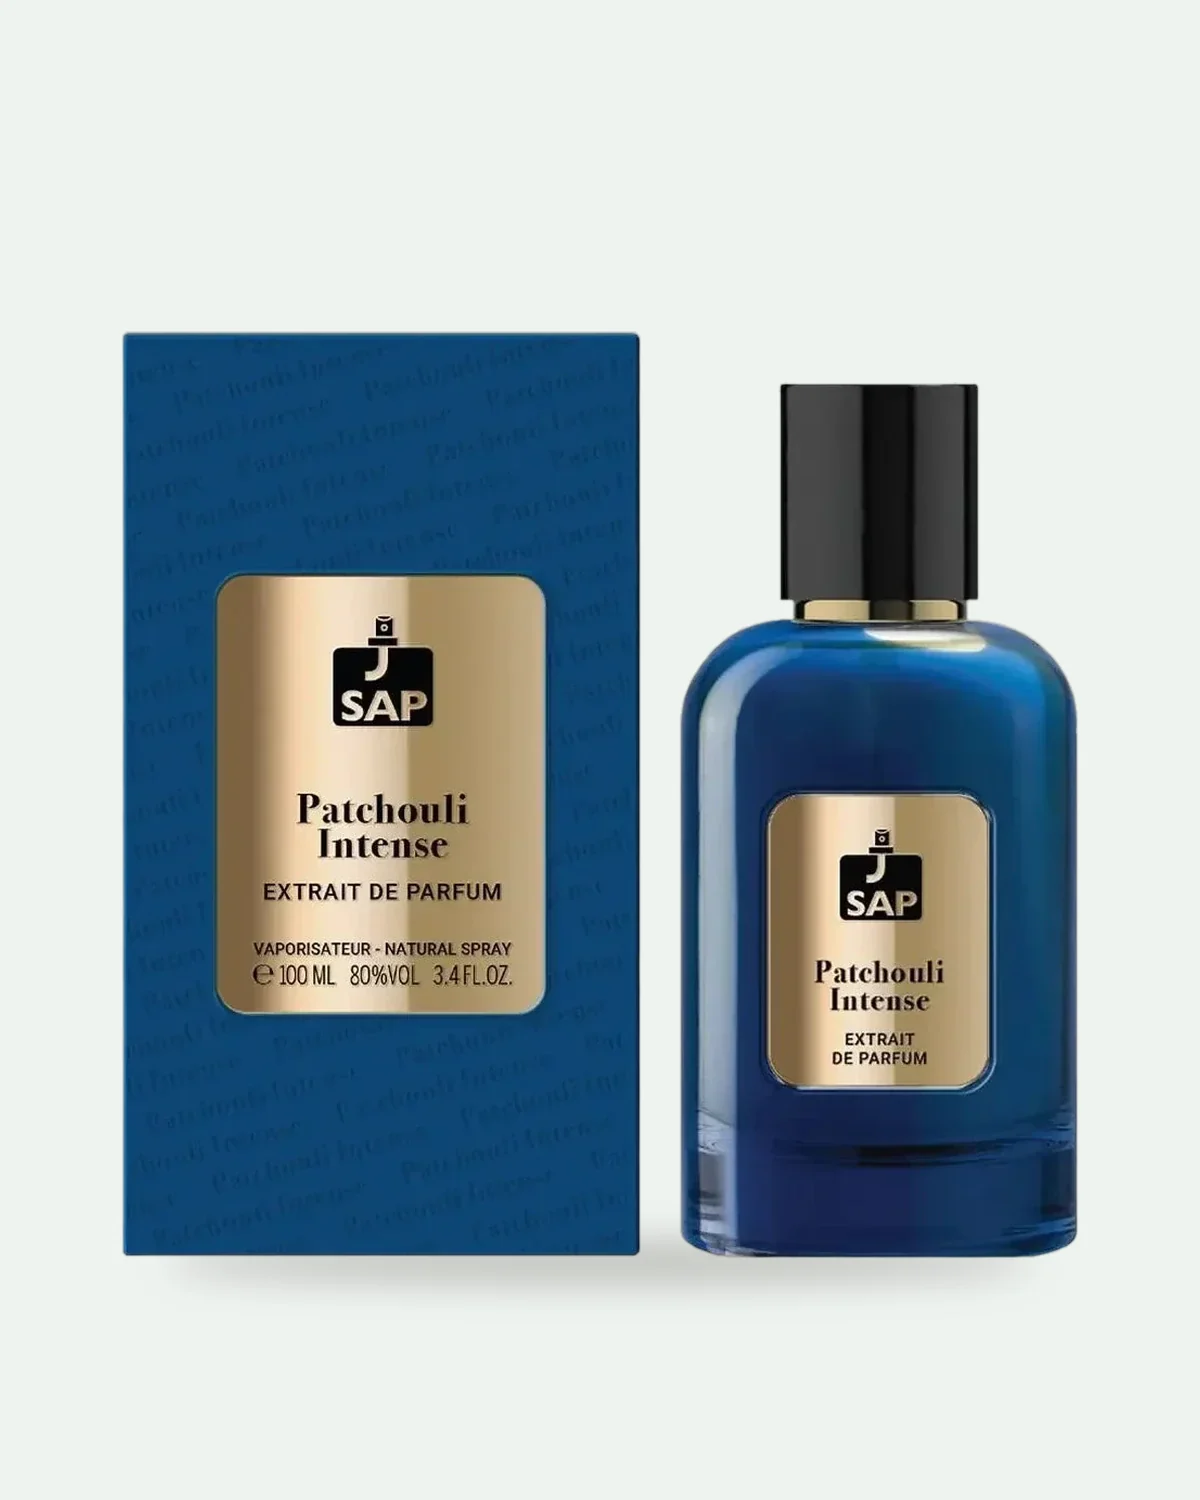 J
SAP
Patchouli
Intense
EXTRAIT DE PARFUM
VAPORISATEUR - NATURAL SPRAY
℮ 100 ML 80%VOL 3.4 FL.OZ.
J
SAP
Patchouli
Intense
EXTRAIT
DE PARFUM